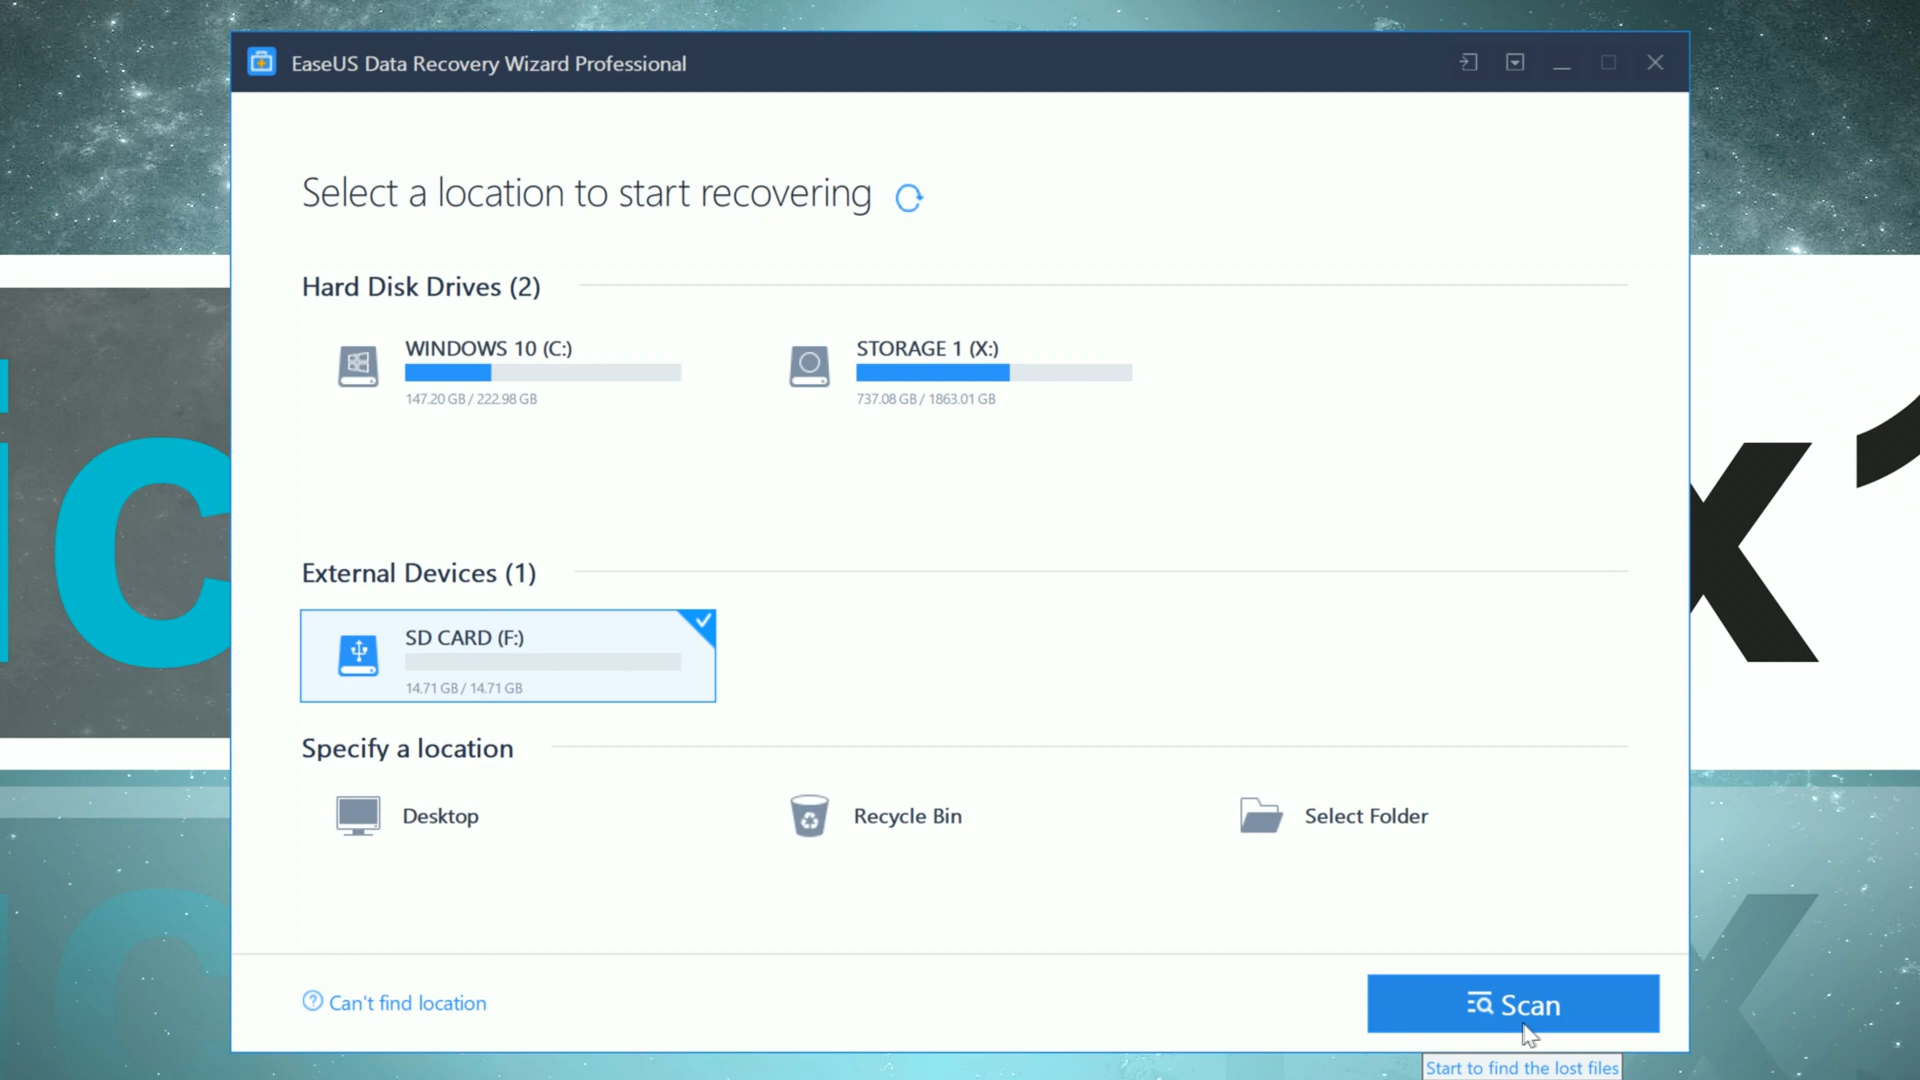 EaseUS Data Recovery Wizard Professional
Select a location to start recovering
Hard Disk Drives (2)
WINDOWS 10 (C:)
147.20 GB / 222.98 GB
STORAGE 1 (X:)
737.08 GB / 1863.01 GB
External Devices (1)
SD CARD (F:)
14.71 GB / 14.71 GB
Specify a location
Desktop
Recycle Bin
Select Folder
Can't find location
Scan
Start to find the lost files
ic
x